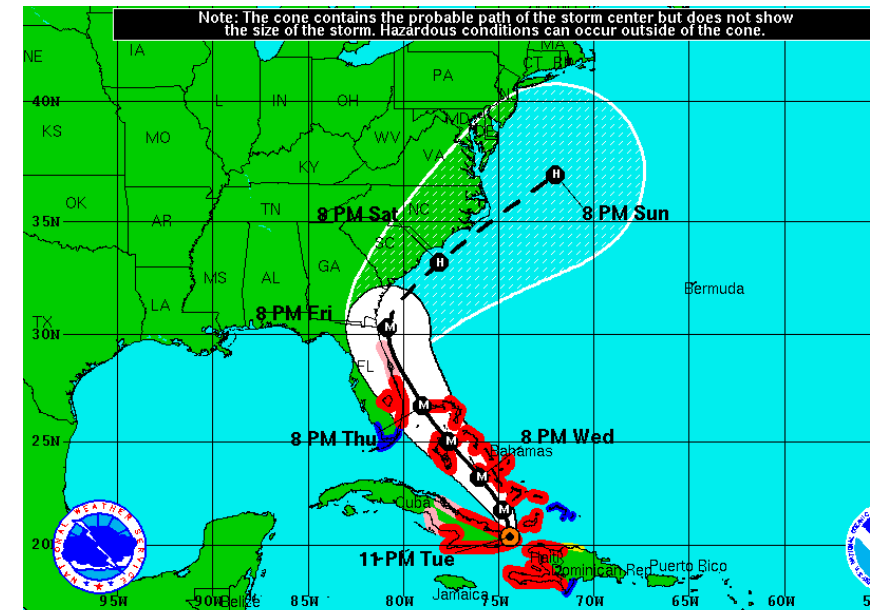 Note: The cone contains the probable path of the storm center but does not show
the size of the storm. Hazardous conditions can occur outside of the cone.
NE
IA
PA
MA
CT
40N
IN
OH
MD
DE
KS
MO
WV
VA
KY
OK
TN
8 PM Sat
NC
8 PM Sun
35N
AR
SC
MS
AL
GA
Bermuda
LA
TX
8 PM Fri
30N
FL
8 PM Thu
8 PM Wed
25N
Bahamas
Cuba
NATIONAL WEATHER SERVICE
20N
11 PM Tue
Haiti
Dominican Rep
Puerto Rico
Jamaica
Belize
95W
90W
85W
80W
75W
70W
65W
60W
M
M
M
M
M
H
H